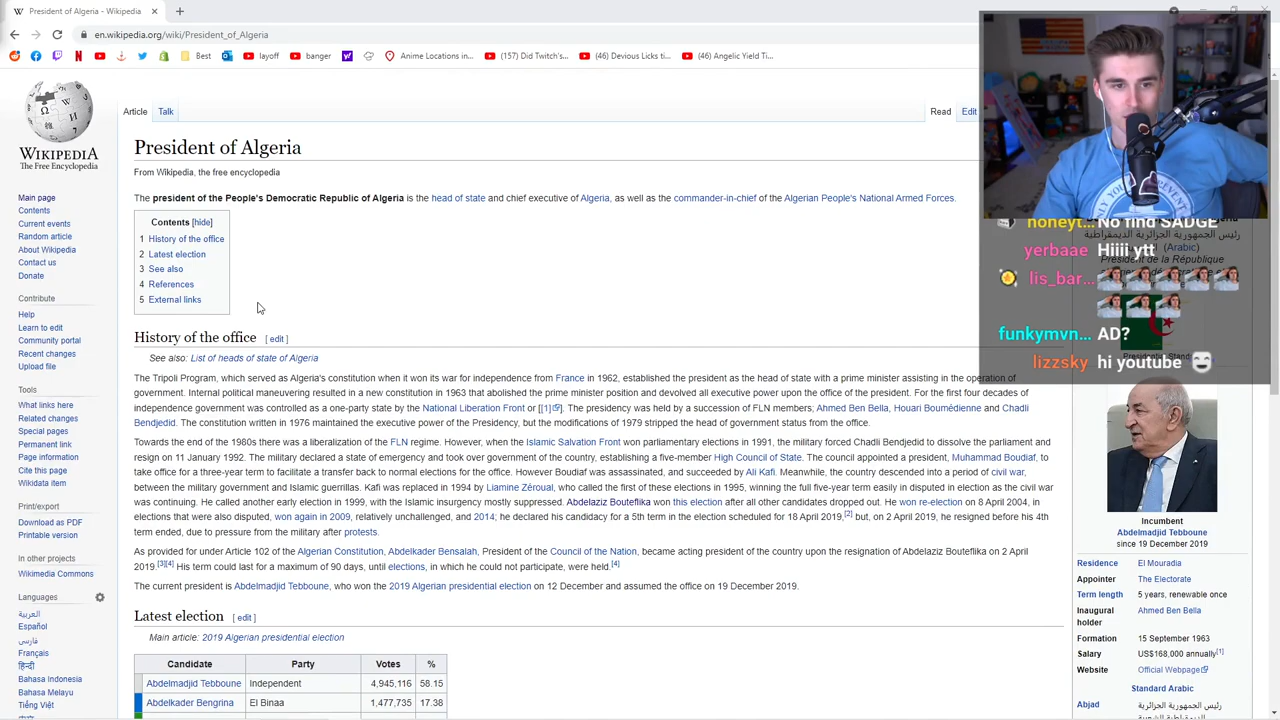 President of Algeria - Wikipedia
en.wikipedia.org/wiki/President_of_Algeria
Best
layoff
banger
Anime Locations in...
(157) Did Twitch's...
(46) Devious Licks ti...
(46) Angelic Yield Ti...
WIKIPEDIA
The Free Encyclopedia
Main page
Contents
Current events
Random article
About Wikipedia
Contact us
Donate
Contribute
Help
Learn to edit
Community portal
Recent changes
Upload file
Tools
What links here
Related changes
Special pages
Permanent link
Page information
Cite this page
Wikidata item
Print/export
Download as PDF
Printable version
In other projects
Wikimedia Commons
Languages
العربية
Español
فارسی
Français
हिन्दी
Bahasa Indonesia
Bahasa Melayu
Tiếng Việt
Article Talk
Read Edit
President of Algeria
From Wikipedia, the free encyclopedia
The president of the People's Democratic Republic of Algeria is the head of state and chief executive of Algeria, as well as the commander-in-chief of the Algerian People's National Armed Forces.
Contents [hide]
1 History of the office
2 Latest election
3 See also
4 References
5 External links
History of the office [ edit ]
See also: List of heads of state of Algeria
The Tripoli Program, which served as Algeria's constitution when it won its war for independence from France in 1962, established the president as the head of state with a prime minister assisting in the operation of
government. Internal political maneuvering resulted in a new constitution in 1963 that abolished the prime minister position and devolved all executive power upon the office of the president. For the first four decades of
independence government was controlled as a one-party state by the National Liberation Front or [[1]]. The presidency was held by a succession of FLN members; Ahmed Ben Bella, Houari Boumédienne and Chadli
Bendjedid. The constitution written in 1976 maintained the executive power of the Presidency, but the modifications of 1979 stripped the head of government status from the office.
Towards the end of the 1980s there was a liberalization of the FLN regime. However, when the Islamic Salvation Front won parliamentary elections in 1991, the military forced Chadli Bendjedid to dissolve the parliament and
resign on 11 January 1992. The military declared a state of emergency and took over government of the country, establishing a five-member High Council of State. The council appointed a president, Muhammad Boudiaf, to
take office for a three-year term to facilitate a transfer back to normal elections for the office. However Boudiaf was assassinated, and succeeded by Ali Kafi. Meanwhile, the country descended into a period of civil war,
between the military government and Islamic guerrillas. Kafi was replaced in 1994 by Liamine Zéroual, who called the first of these elections in 1995, winning the full five-year term easily in disputed in election as the civil war
was continuing. He called another early election in 1999, with the Islamic insurgency mostly suppressed. Abdelaziz Bouteflika won this election after all other candidates dropped out. He won re-election on 8 April 2004, in
elections that were also disputed, won again in 2009, relatively unchallenged, and 2014; he declared his candidacy for a 5th term in the election scheduled for 18 April 2019,[2] but, on 2 April 2019, he resigned before his 4th
term ended, due to pressure from the military after protests.
As provided for under Article 102 of the Algerian Constitution, Abdelkader Bensalah, President of the Council of the Nation, became acting president of the country upon the resignation of Abdelaziz Bouteflika on 2 April
2019.[3][4] His term could last for a maximum of 90 days, until elections, in which he could not participate, were held.[4]
The current president is Abdelmadjid Tebboune, who won the 2019 Algerian presidential election on 12 December and assumed the office on 19 December 2019.
Latest election [ edit ]
Main article: 2019 Algerian presidential election
Candidate Party Votes %
Abdelmadjid Tebboune Independent 4,945,116 58.15
Abdelkader Bengrina El Binaa 1,477,735 17.38
honeyt... No find SADGE
yerbaae Hiiii ytt
lis_bar...
funkymvn... AD?
lizzsky hi youtube
رئيس الجمهورية الجزائرية الديمقراطية
(Arabic)
Président de la République
Incumbent
Abdelmadjid Tebboune
since 19 December 2019
Residence El Mouradia
Appointer The Electorate
Term length 5 years, renewable once
Inaugural holder Ahmed Ben Bella
Formation 15 September 1963
Salary US$168,000 annually[1]
Website Official Webpage
Standard Arabic
Abjad رئيس الجمهورية الجزائرية